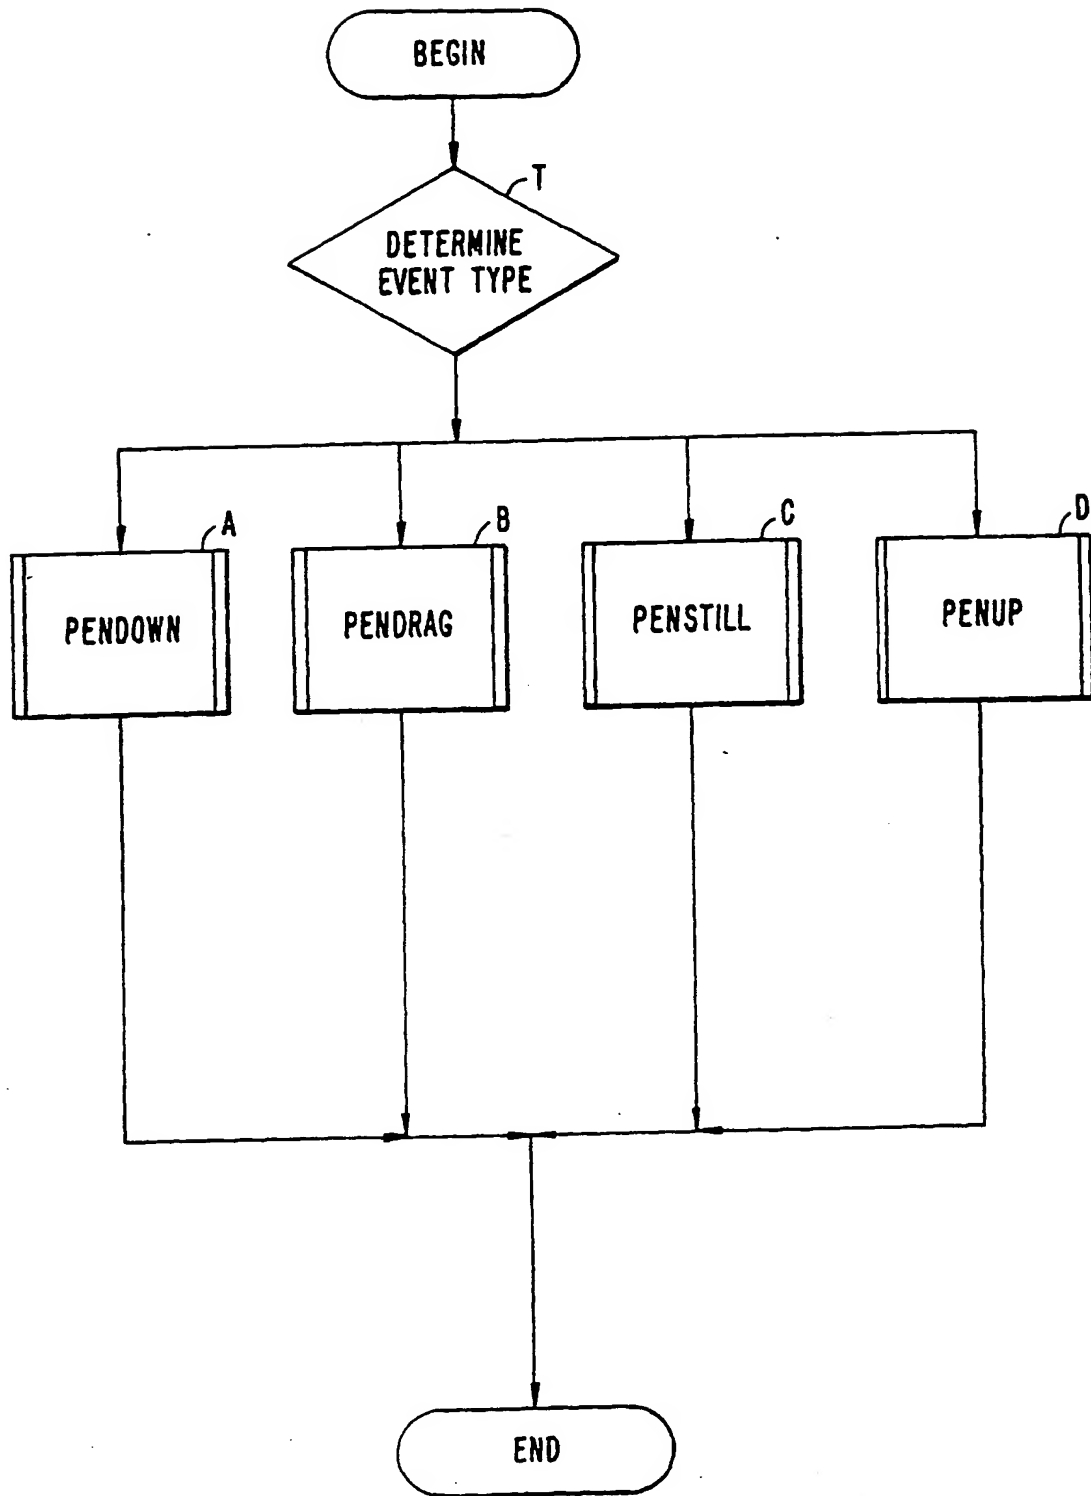 BEGIN
T
DETERMINE
EVENT TYPE
A
B
C
D
PENDOWN
PENDRAG
PENSTILL
PENUP
END